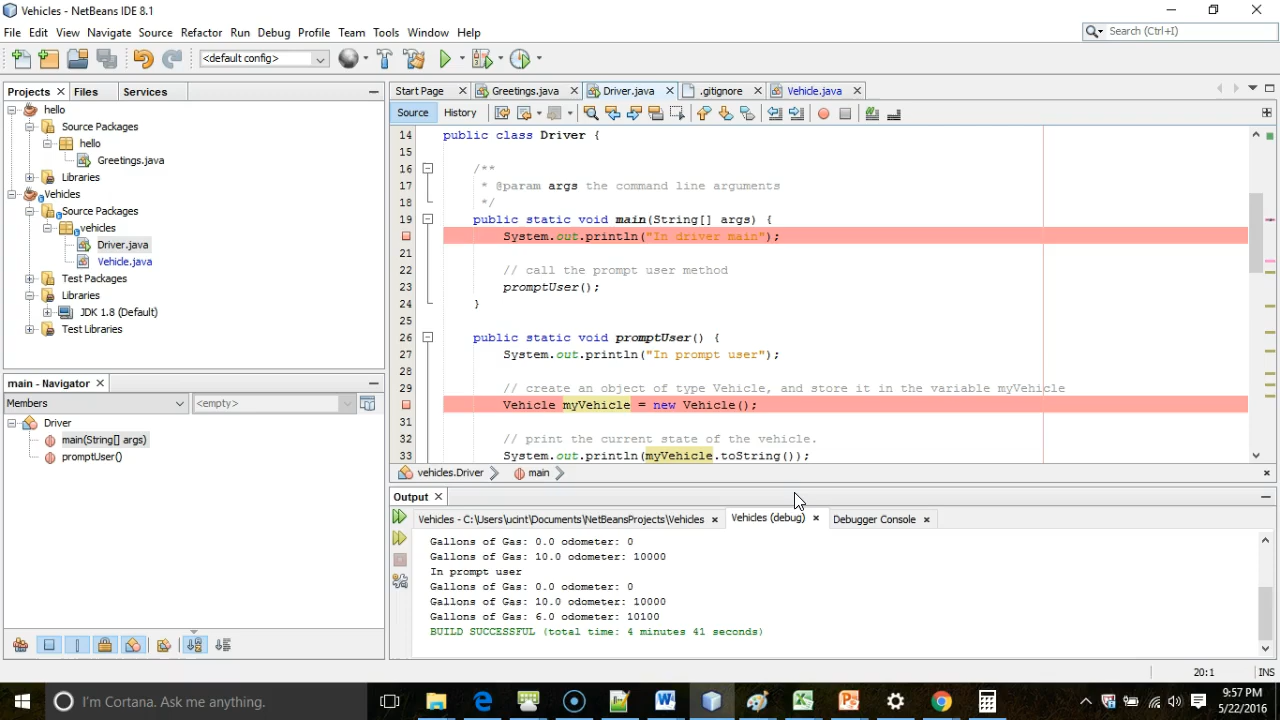 Vehicles - NetBeans IDE 8.1
File Edit View Navigate Source Refactor Run Debug Profile Team Tools Window Help
Search (Ctrl+I)
<default config>
Projects Files Services
hello
Source Packages
hello
Greetings.java
Libraries
Vehicles
Source Packages
vehicles
Driver.java
Vehicle.java
Test Packages
Libraries
JDK 1.8 (Default)
Test Libraries
main - Navigator
Members <empty>
Driver
main(String[] args)
promptUser()
Start Page Greetings.java Driver.java .gitignore Vehicle.java
Source History
14 public class Driver {
15
16 /**
17 * @param args the command line arguments
18 */
19 public static void main(String[] args) {
System.out.println("In driver main");
21
22 // call the prompt user method
23 promptUser();
24 }
25
26 public static void promptUser() {
27 System.out.println("In prompt user");
28
29 // create an object of type Vehicle, and store it in the variable myVehicle
Vehicle myVehicle = new Vehicle();
31
32 // print the current state of the vehicle.
33 System.out.println(myVehicle.toString());
vehicles.Driver main
Output
Vehicles - C:\Users\ucint\Documents\NetBeansProjects\Vehicles Vehicles (debug) Debugger Console
Gallons of Gas: 0.0 odometer: 0
Gallons of Gas: 10.0 odometer: 10000
In prompt user
Gallons of Gas: 0.0 odometer: 0
Gallons of Gas: 10.0 odometer: 10000
Gallons of Gas: 6.0 odometer: 10100
BUILD SUCCESSFUL (total time: 4 minutes 41 seconds)
20:1 INS
I'm Cortana. Ask me anything.
9:57 PM
5/22/2016